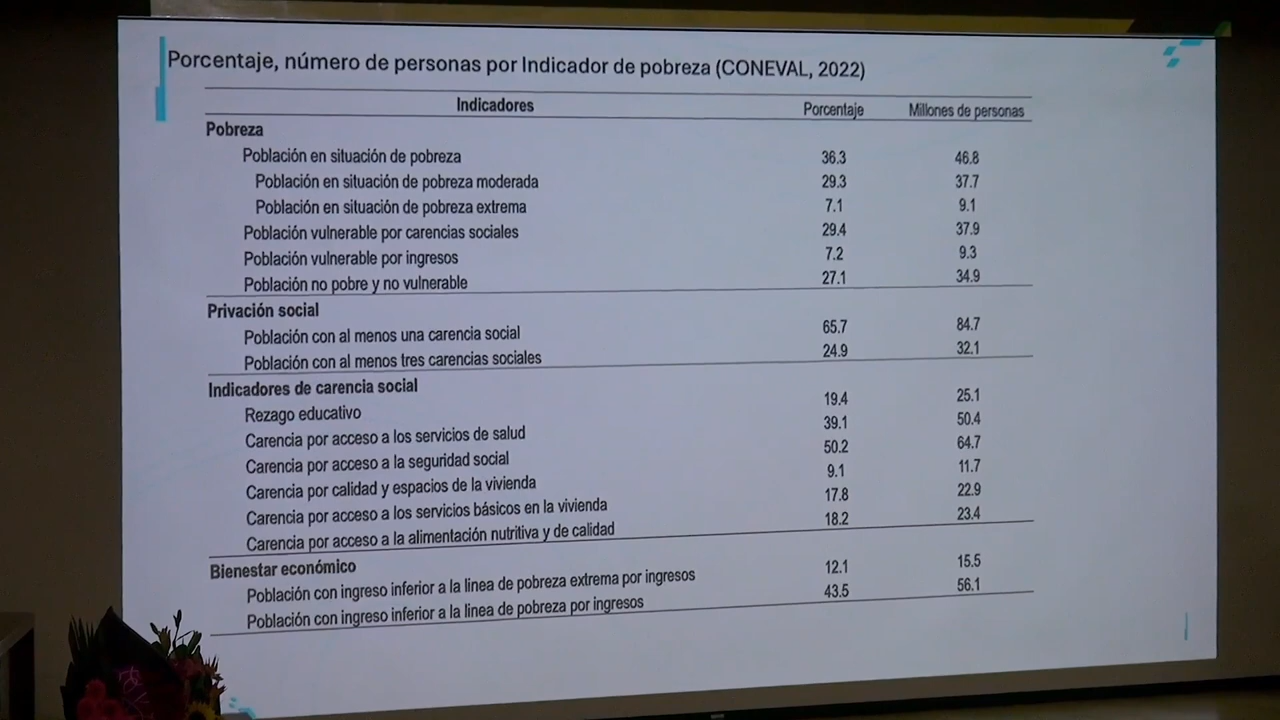 Porcentaje, número de personas por Indicador de pobreza (CONEVAL, 2022)
Indicadores Porcentaje Millones de personas
Pobreza
Población en situación de pobreza 36.3 46.8
Población en situación de pobreza moderada 29.3 37.7
Población en situación de pobreza extrema 7.1 9.1
Población vulnerable por carencias sociales 29.4 37.9
Población vulnerable por ingresos 7.2 9.3
Población no pobre y no vulnerable 27.1 34.9
Privación social
Población con al menos una carencia social 65.7 84.7
Población con al menos tres carencias sociales 24.9 32.1
Indicadores de carencia social
Rezago educativo 19.4 25.1
Carencia por acceso a los servicios de salud 39.1 50.4
Carencia por acceso a la seguridad social 50.2 64.7
Carencia por calidad y espacios de la vivienda 9.1 11.7
Carencia por acceso a los servicios básicos en la vivienda 17.8 22.9
Carencia por acceso a la alimentación nutritiva y de calidad 18.2 23.4
Bienestar económico
Población con ingreso inferior a la linea de pobreza extrema por ingresos 12.1 15.5
Población con ingreso inferior a la linea de pobreza por ingresos 43.5 56.1